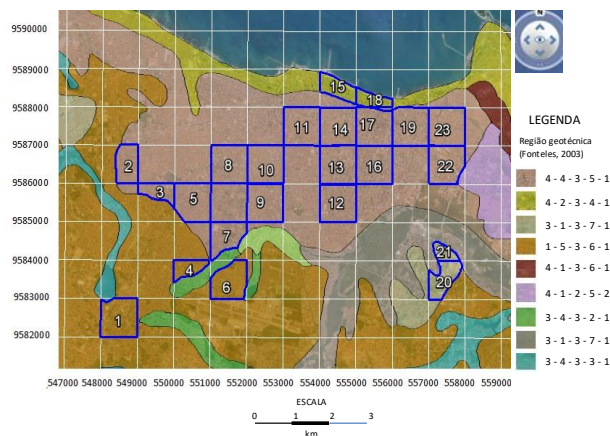 N
9590000
9589000
9588000
9587000
9586000
9585000
9584000
9583000
9582000
15
18
11
14
17
19
23
2
8
10
13
16
22
3
5
9
12
7
4
6
21
20
1
547000 548000 549000 550000 551000 552000 553000 554000 555000 556000 557000 558000 559000
ESCALA
0 1 2 3
km
LEGENDA
Região geotécnica
(Fonteles, 2003)
4 - 4 - 3 - 5 - 1
4 - 2 - 3 - 4 - 1
3 - 1 - 3 - 7 - 1
1 - 5 - 3 - 6 - 1
4 - 1 - 3 - 6 - 1
4 - 1 - 2 - 5 - 2
3 - 4 - 3 - 2 - 1
3 - 1 - 3 - 7 - 1
3 - 4 - 3 - 3 - 1